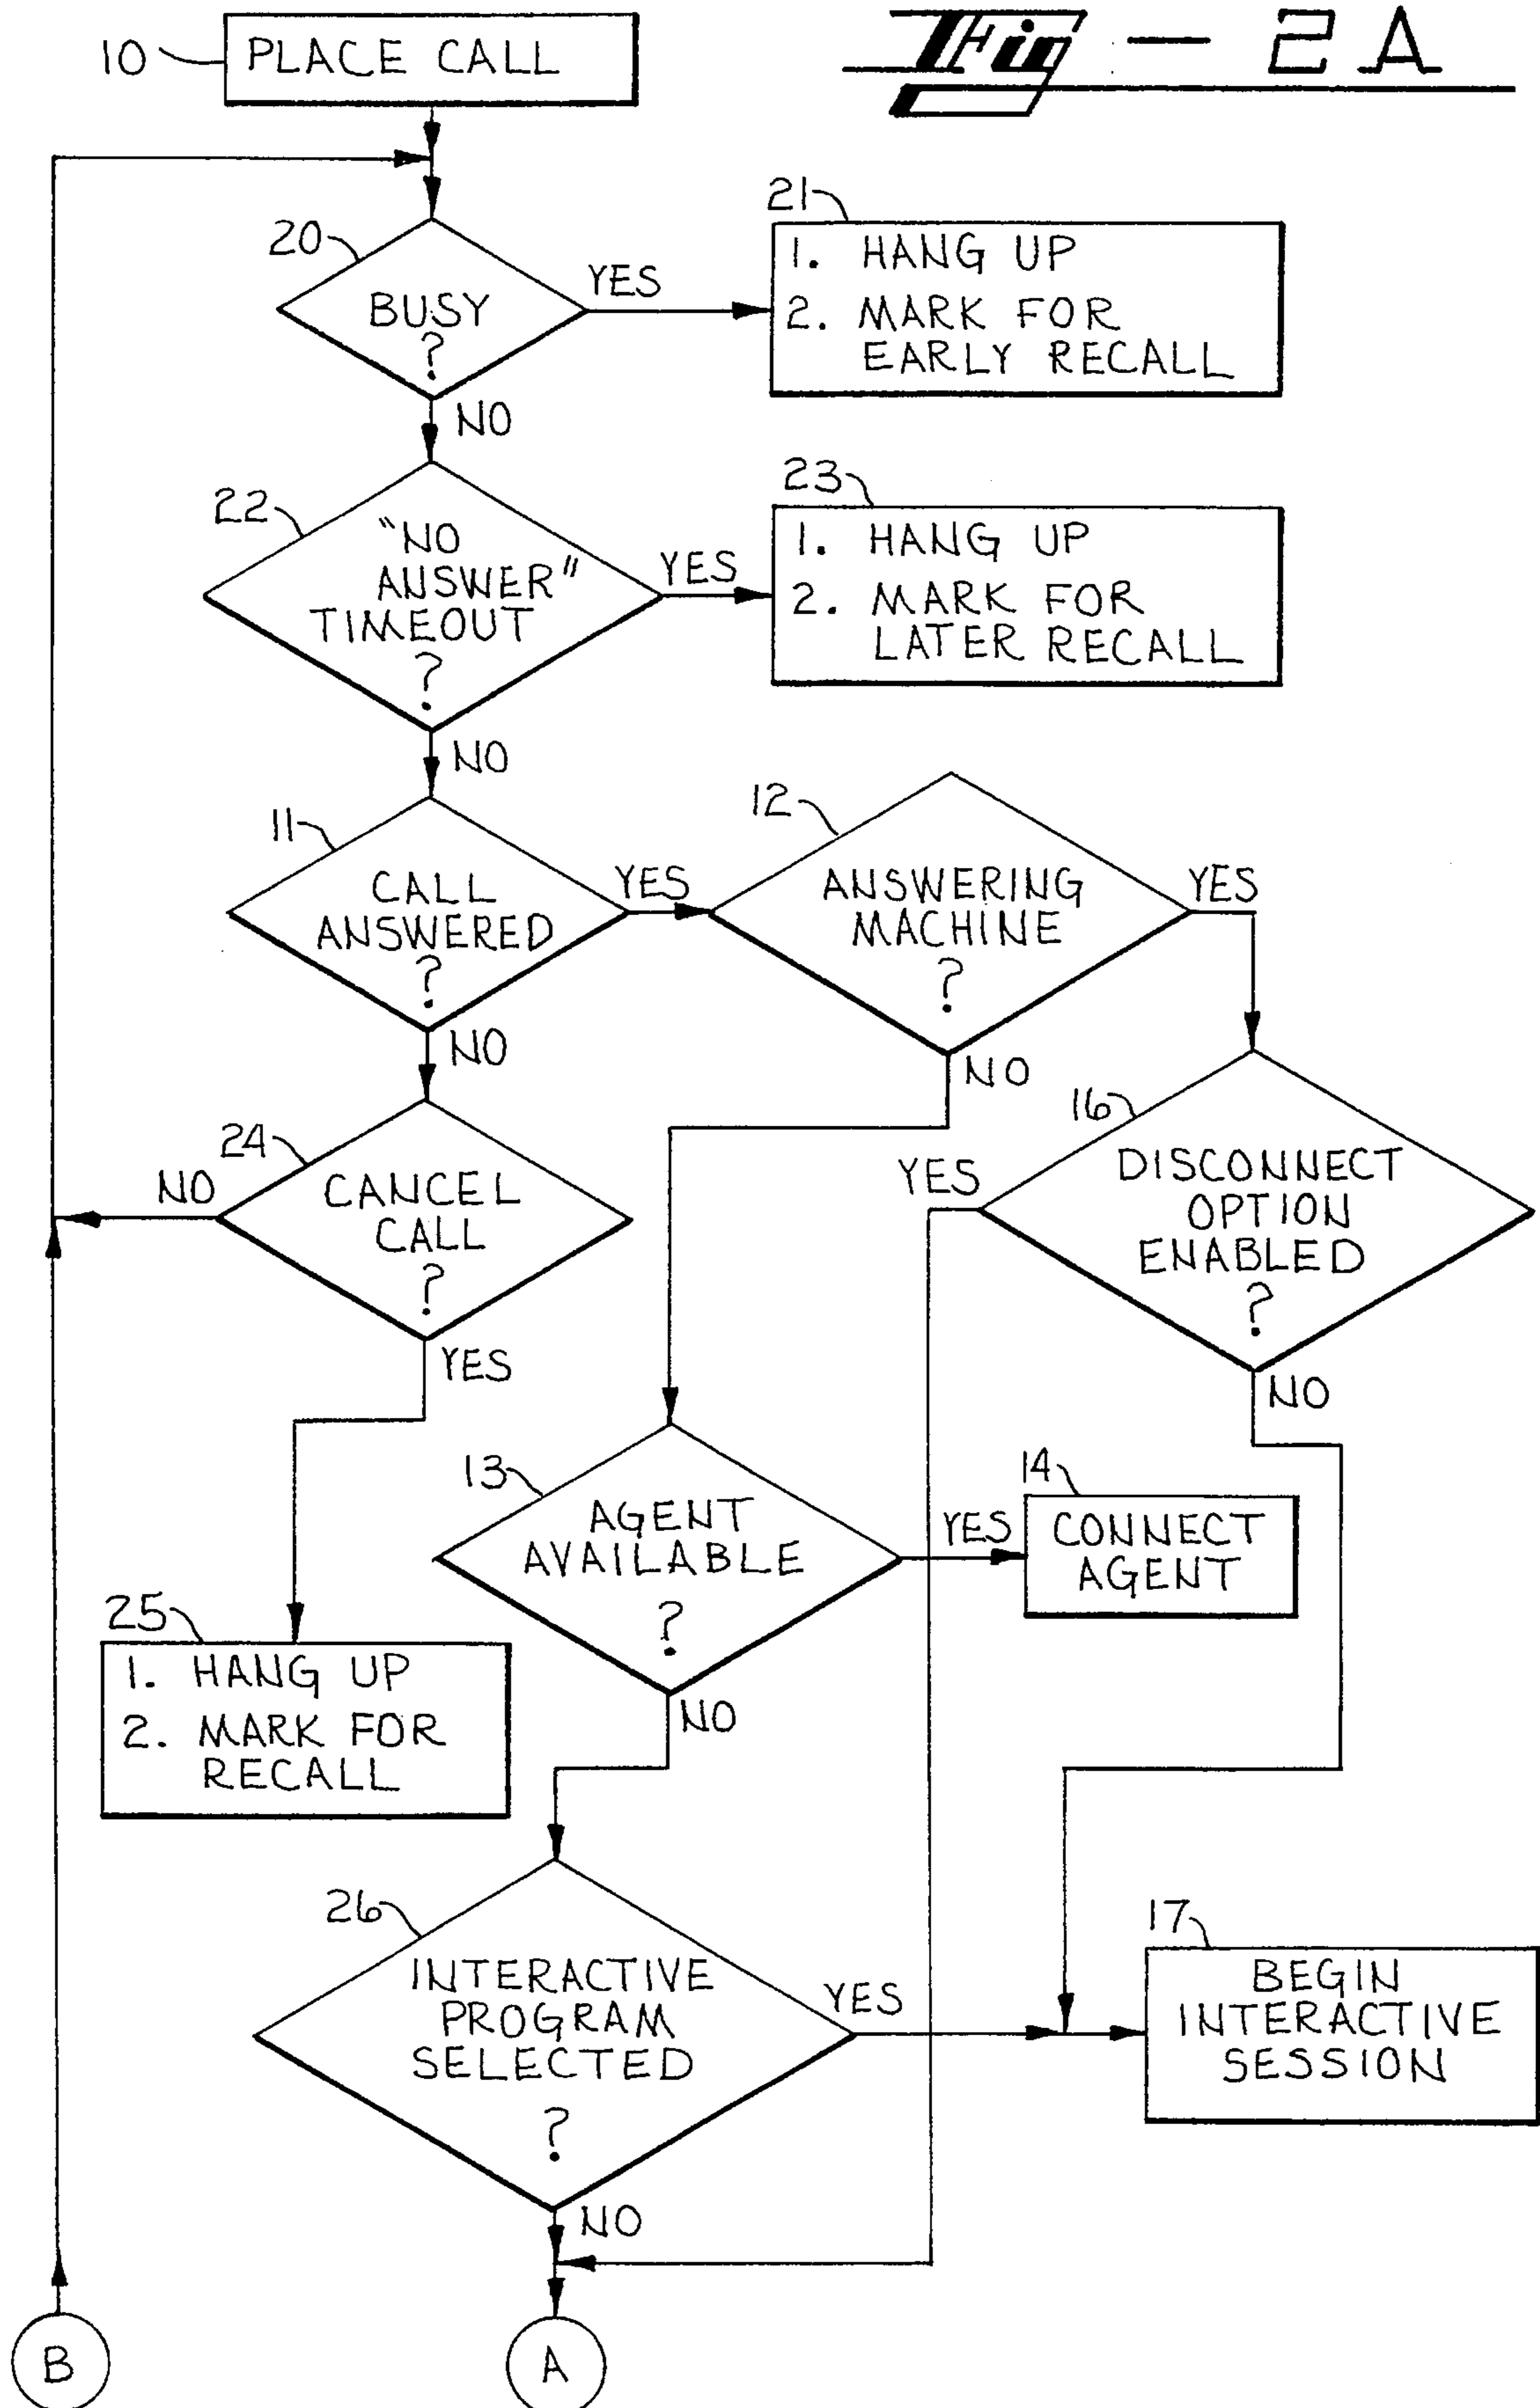 Fig - 2A
10
PLACE CALL
20
BUSY
?
YES
21
1. HANG UP
2. MARK FOR
EARLY RECALL
NO
22
"NO
ANSWER"
TIMEOUT
?
YES
23
1. HANG UP
2. MARK FOR
LATER RECALL
NO
11
CALL
ANSWERED
?
YES
12
ANSWERING
MACHINE
?
YES
NO
NO
24
CANCEL
CALL
?
NO
YES
16
DISCONNECT
OPTION
ENABLED
?
YES
NO
13
AGENT
AVAILABLE
?
YES
14
CONNECT
AGENT
NO
25
1. HANG UP
2. MARK FOR
RECALL
26
INTERACTIVE
PROGRAM
SELECTED
?
YES
17
BEGIN
INTERACTIVE
SESSION
NO
B
A